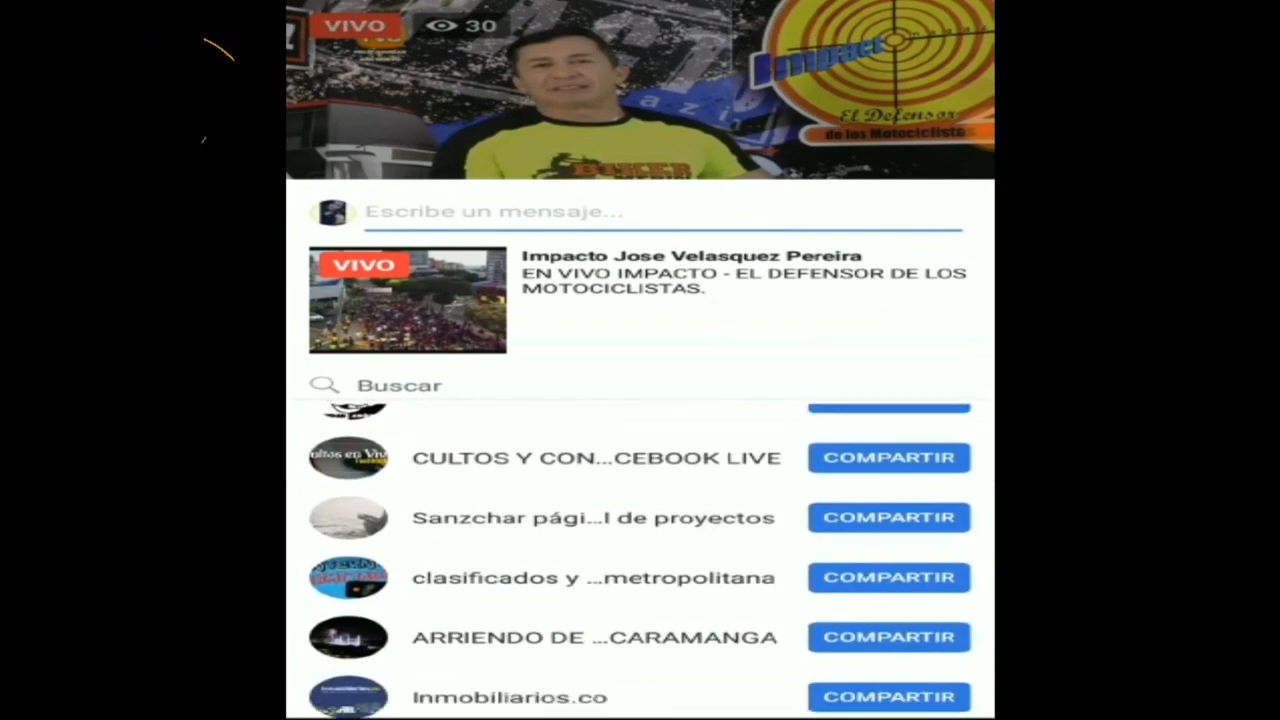 VIVO
30
Impact
El Defensor
de los Motociclistas
BIKER
Escribe un mensaje...
VIVO
Impacto Jose Velasquez Pereira
EN VIVO IMPACTO - EL DEFENSOR DE LOS
MOTOCICLISTAS.
Buscar
CULTOS Y CON...CEBOOK LIVE
COMPARTIR
Sanzchar pági...l de proyectos
COMPARTIR
clasificados y ...metropolitana
COMPARTIR
ARRIENDO DE ...CARAMANGA
COMPARTIR
Inmobiliarios.co
COMPARTIR